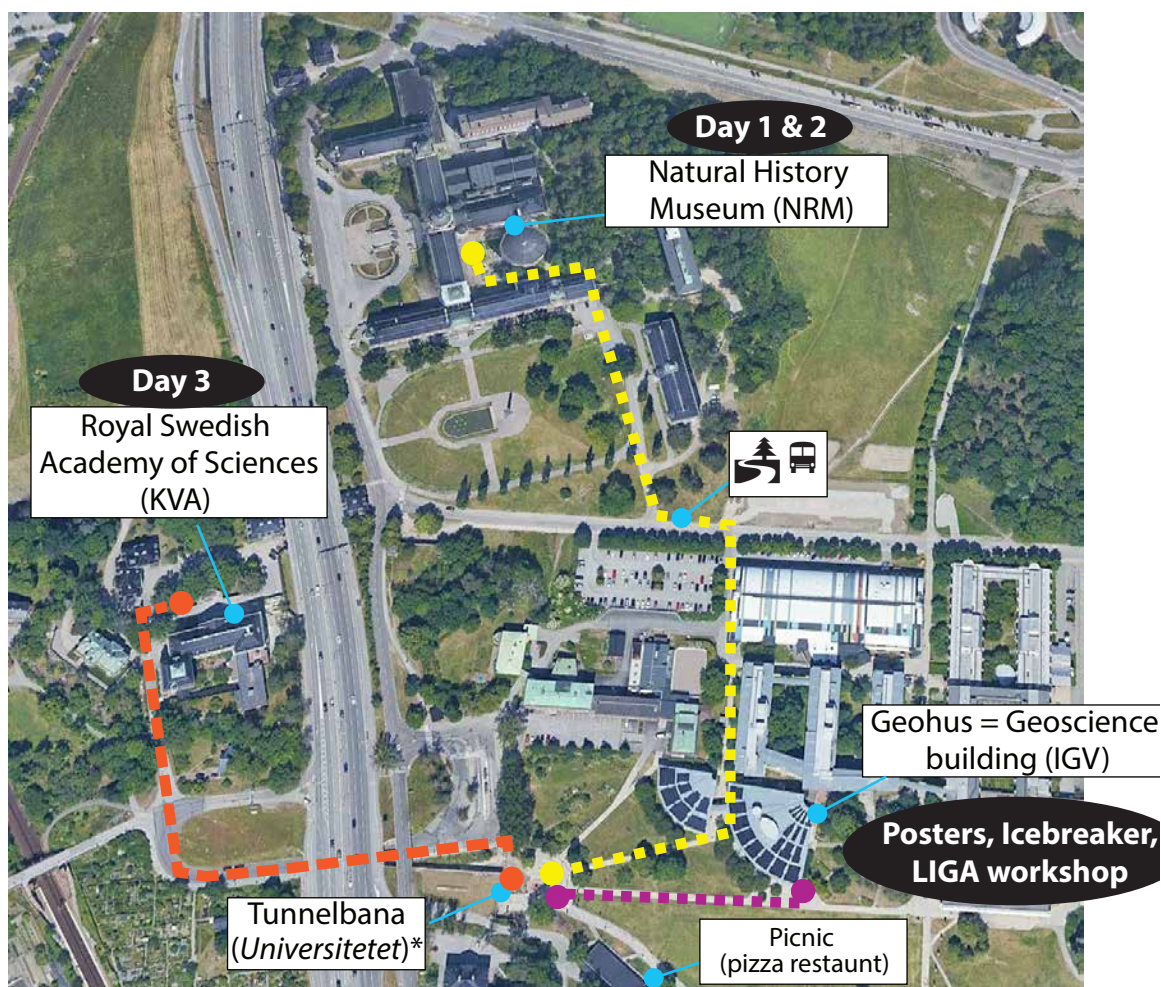 Day 1 & 2
Natural History
Museum (NRM)
Day 3
Royal Swedish
Academy of Sciences
(KVA)
Geohus = Geoscience
building (IGV)
Posters, Icebreaker,
LIGA workshop
Tunnelbana
(Universitetet)*
Picnic
(pizza restaunt)